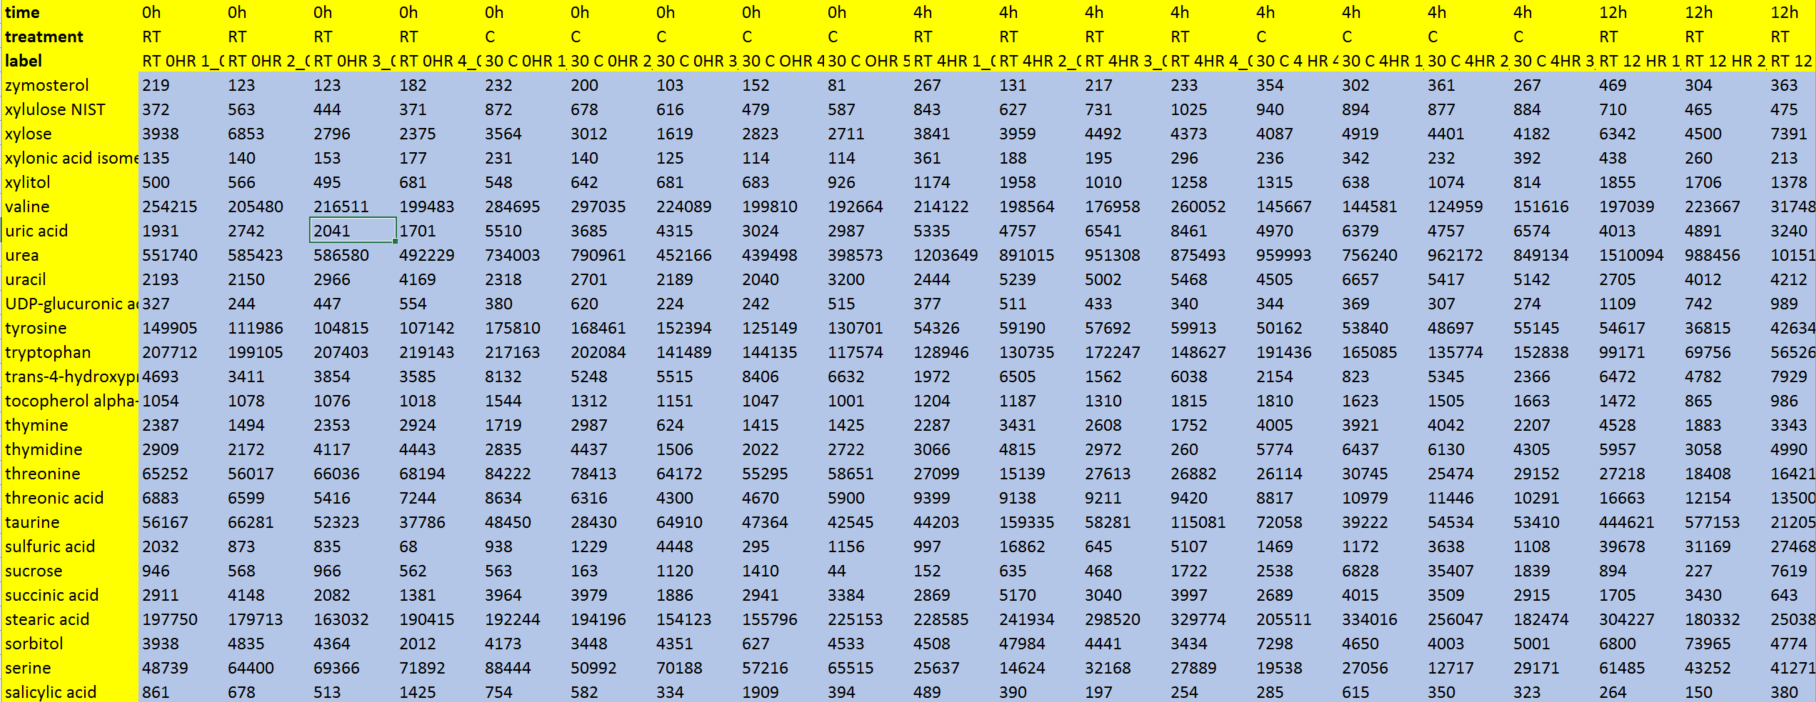 time 0h 0h 0h 0h 0h 0h 0h 0h 0h 4h 4h 4h 4h 4h 4h 4h 4h 12h 12h 12h
treatment RT RT RT RT C C C C C RT RT RT RT C C C C RT RT RT
label RT 0HR 1_ RT 0HR 2_ RT 0HR 3_ RT 0HR 4_ 30 C 0HR 1 30 C 0HR 2 30 C 0HR 3 30 C OHR 4 30 C OHR 5 RT 4HR 1_ RT 4HR 2_ RT 4HR 3_ RT 4HR 4_ 30 C 4 HR 30 C 4HR 1 30 C 4HR 2 30 C 4HR 3 RT 12 HR 1 RT 12 HR 2 RT 12
zymosterol 219 123 123 182 232 200 103 152 81 267 131 217 233 354 302 361 267 469 304 363
xylulose NIST 372 563 444 371 872 678 616 479 587 843 627 731 1025 940 894 877 884 710 465 475
xylose 3938 6853 2796 2375 3564 3012 1619 2823 2711 3841 3959 4492 4373 4087 4919 4401 4182 6342 4500 7391
xylonic acid isome 135 140 153 177 231 140 125 114 114 361 188 195 296 236 342 232 392 438 260 213
xylitol 500 566 495 681 548 642 681 683 926 1174 1958 1010 1258 1315 638 1074 814 1855 1706 1378
valine 254215 205480 216511 199483 284695 297035 224089 199810 192664 214122 198564 176958 260052 145667 144581 124959 151616 197039 223667 31748
uric acid 1931 2742 2041 1701 5510 3685 4315 3024 2987 5335 4757 6541 8461 4970 6379 4757 6574 4013 4891 3240
urea 551740 585423 586580 492229 734003 790961 452166 439498 398573 1203649 891015 951308 875493 959993 756240 962172 849134 1510094 988456 10151
uracil 2193 2150 2966 4169 2318 2701 2189 2040 3200 2444 5239 5002 5468 4505 6657 5417 5142 2705 4012 4212
UDP-glucuronic a 327 244 447 554 380 620 224 242 515 377 511 433 340 344 369 307 274 1109 742 989
tyrosine 149905 111986 104815 107142 175810 168461 152394 125149 130701 54326 59190 57692 59913 50162 53840 48697 55145 54617 36815 42634
tryptophan 207712 199105 207403 219143 217163 202084 141489 144135 117574 128946 130735 172247 148627 191436 165085 135774 152838 99171 69756 56526
trans-4-hydroxyp 4693 3411 3854 3585 8132 5248 5515 8406 6632 1972 6505 1562 6038 2154 823 5345 2366 6472 4782 7929
tocopherol alpha- 1054 1078 1076 1018 1544 1312 1151 1047 1001 1204 1187 1310 1815 1810 1623 1505 1663 1472 865 986
thymine 2387 1494 2353 2924 1719 2987 624 1415 1425 2287 3431 2608 1752 4005 3921 4042 2207 4528 1883 3343
thymidine 2909 2172 4117 4443 2835 4437 1506 2022 2722 3066 4815 2972 260 5774 6437 6130 4305 5957 3058 4990
threonine 65252 56017 66036 68194 84222 78413 64172 55295 58651 27099 15139 27613 26882 26114 30745 25474 29152 27218 18408 16421
threonic acid 6883 6599 5416 7244 8634 6316 4300 4670 5900 9399 9138 9211 9420 8817 10979 11446 10291 16663 12154 13500
taurine 56167 66281 52323 37786 48450 28430 64910 47364 42545 44203 159335 58281 115081 72058 39222 54534 53410 444621 577153 21205
sulfuric acid 2032 873 835 68 938 1229 4448 295 1156 997 16862 645 5107 1469 1172 3638 1108 39678 31169 27468
sucrose 946 568 966 562 563 163 1120 1410 44 152 635 468 1722 2538 6828 35407 1839 894 227 7619
succinic acid 2911 4148 2082 1381 3964 3979 1886 2941 3384 2869 5170 3040 3997 2689 4015 3509 2915 1705 3430 643
stearic acid 197750 179713 163032 190415 192244 194196 154123 155796 225153 228585 241934 298520 329774 205511 334016 256047 182474 304227 180332 25038
sorbitol 3938 4835 4364 2012 4173 3448 4351 627 4533 4508 47984 4441 3434 7298 4650 4003 5001 6800 73965 4774
serine 48739 64400 69366 71892 88444 50992 70188 57216 65515 25637 14624 32168 27889 19538 27056 12717 29171 61485 43252 41271
salicylic acid 861 678 513 1425 754 582 334 1909 394 489 390 197 254 285 615 350 323 264 150 380